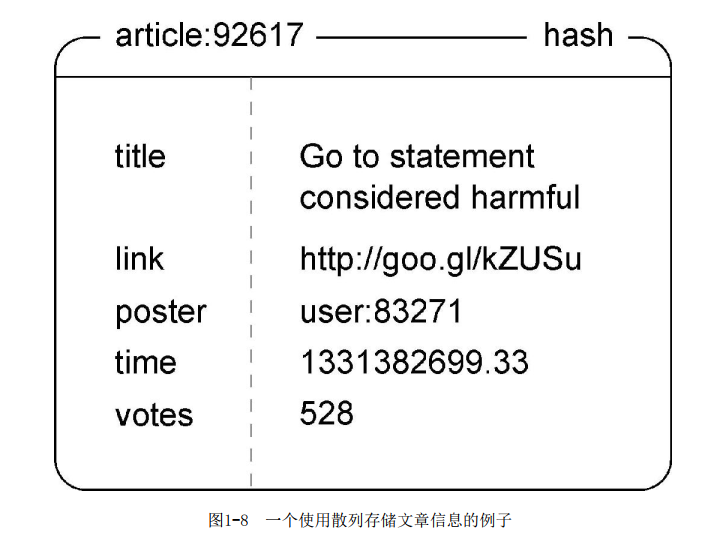 article:92617 hash
title Go to statement
considered harmful
link http://goo.gl/kZUSu
poster user:83271
time 1331382699.33
votes 528
图1-8 一个使用散列存储文章信息的例子